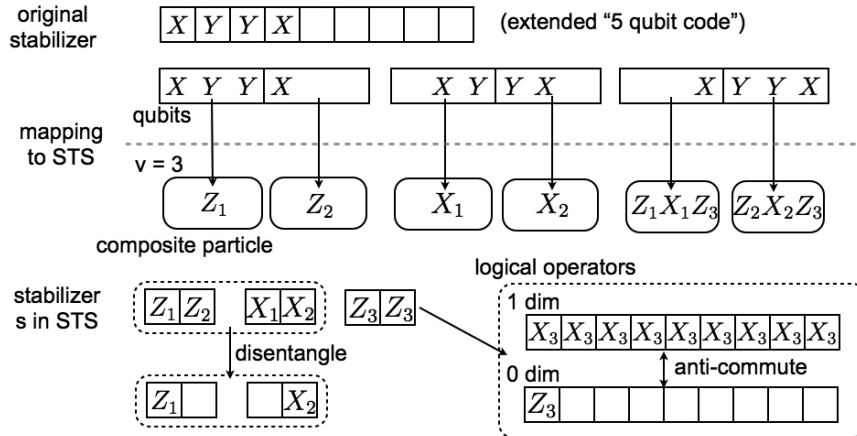 original stabilizer
X Y Y X
(extended “5 qubit code”)
X Y Y X
X Y Y X
X Y Y X
qubits
mapping to STS
v = 3
Z₁
Z₂
X₁
X₂
Z₁X₁Z₃
Z₂X₂Z₃
composite particle
logical operators
stabilizer s in STS
Z₁ Z₂
X₁ X₂
Z₃ Z₃
disentangle
Z₁
X₂
1 dim
X₃ X₃ X₃ X₃ X₃ X₃ X₃ X₃ X₃
anti-commute
0 dim
Z₃